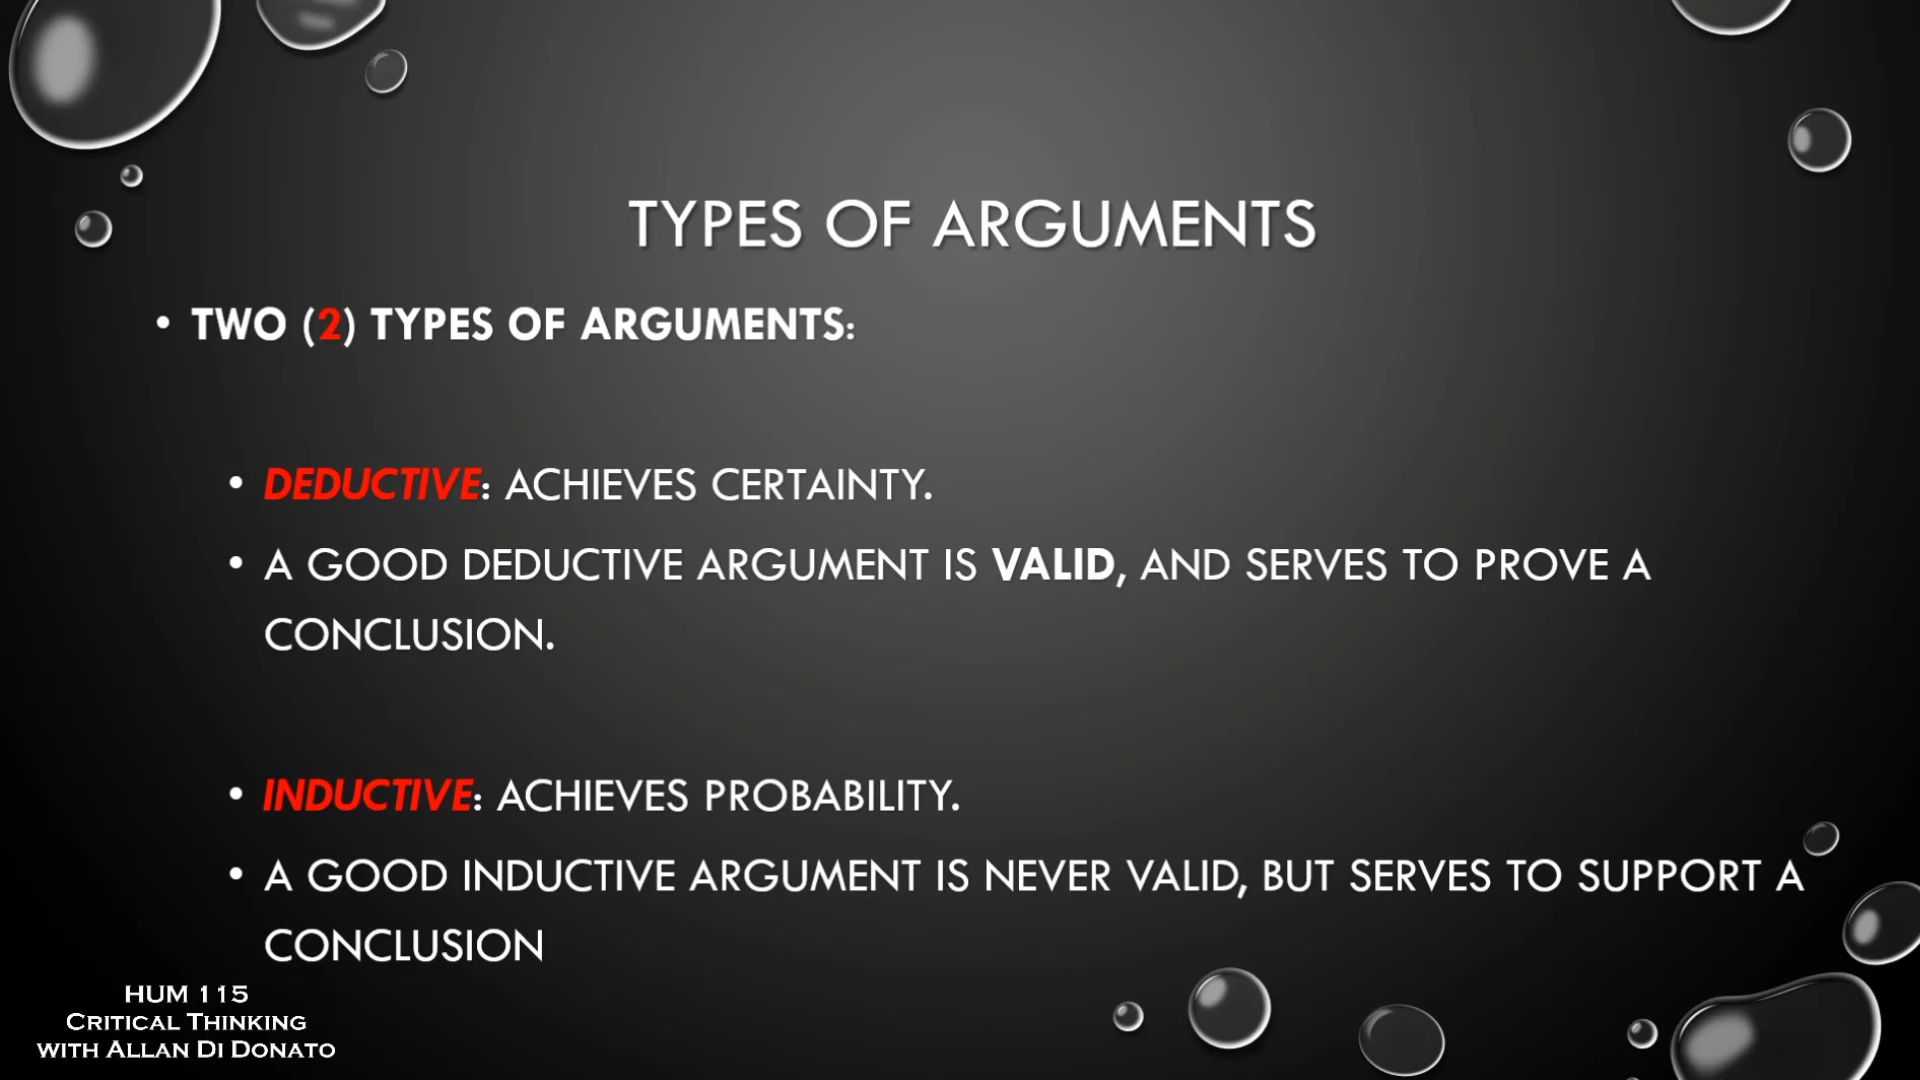 TYPES OF ARGUMENTS
• TWO (2) TYPES OF ARGUMENTS:
• DEDUCTIVE: ACHIEVES CERTAINTY.
• A GOOD DEDUCTIVE ARGUMENT IS VALID, AND SERVES TO PROVE A
CONCLUSION.
• INDUCTIVE: ACHIEVES PROBABILITY.
• A GOOD INDUCTIVE ARGUMENT IS NEVER VALID, BUT SERVES TO SUPPORT A
CONCLUSION
HUM 115
CRITICAL THINKING
WITH ALLAN DI DONATO